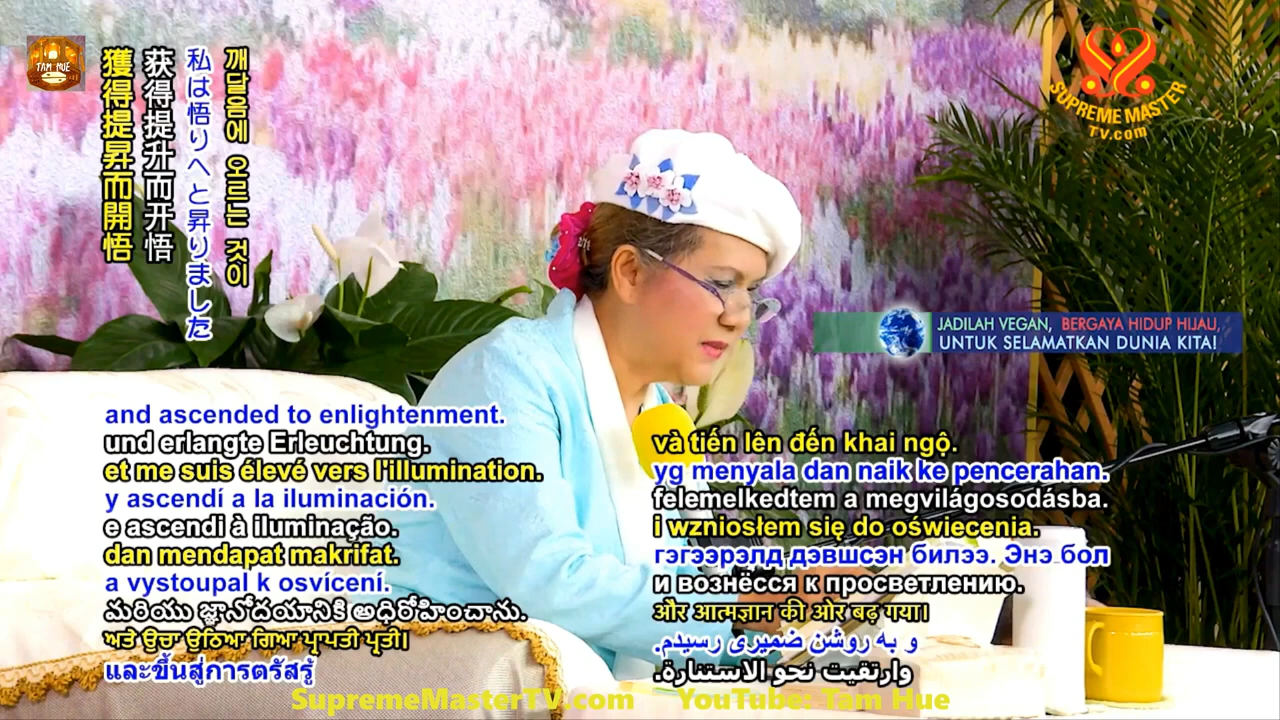 TAM HUE
獲得提昇而開悟
获得提升而开悟
私は悟りへと昇りました
깨달음에 오르는 것이
SUPREME MASTER
TV.com
JADILAH VEGAN, BERGAYA HIDUP HIJAU,
UNTUK SELAMATKAN DUNIA KITA!
and ascended to enlightenment.
und erlangte Erleuchtung.
et me suis élevé vers l'illumination.
y ascendí a la iluminación.
e ascendi à iluminação.
dan mendapat makrifat.
a vystoupal k osvícení.
మరియు జ్ఞానోదయానికి అధిరోహించాను.
ਅਤੇ ਉਚਾ ਉਠਿਆ ਗਿਆ ਪ੍ਰਾਪਤੀ ਪ੍ਰਤੀ।
และขึ้นสู่การตรัสรู้
và tiến lên đến khai ngộ.
yg menyala dan naik ke pencerahan.
felemelkedtem a megvilágosodásba.
i wzniosłem się do oświecenia.
гэгээрэлд дэвшсэн билээ. Энэ бол
и вознёсся к просветлению.
और आत्मज्ञान की ओर बढ़ गया।
و به روشن ضمیری رسیدم.
وارتقيت نحو الاستنارة.
SupremeMasterTV.com YouTube: Tam Hue